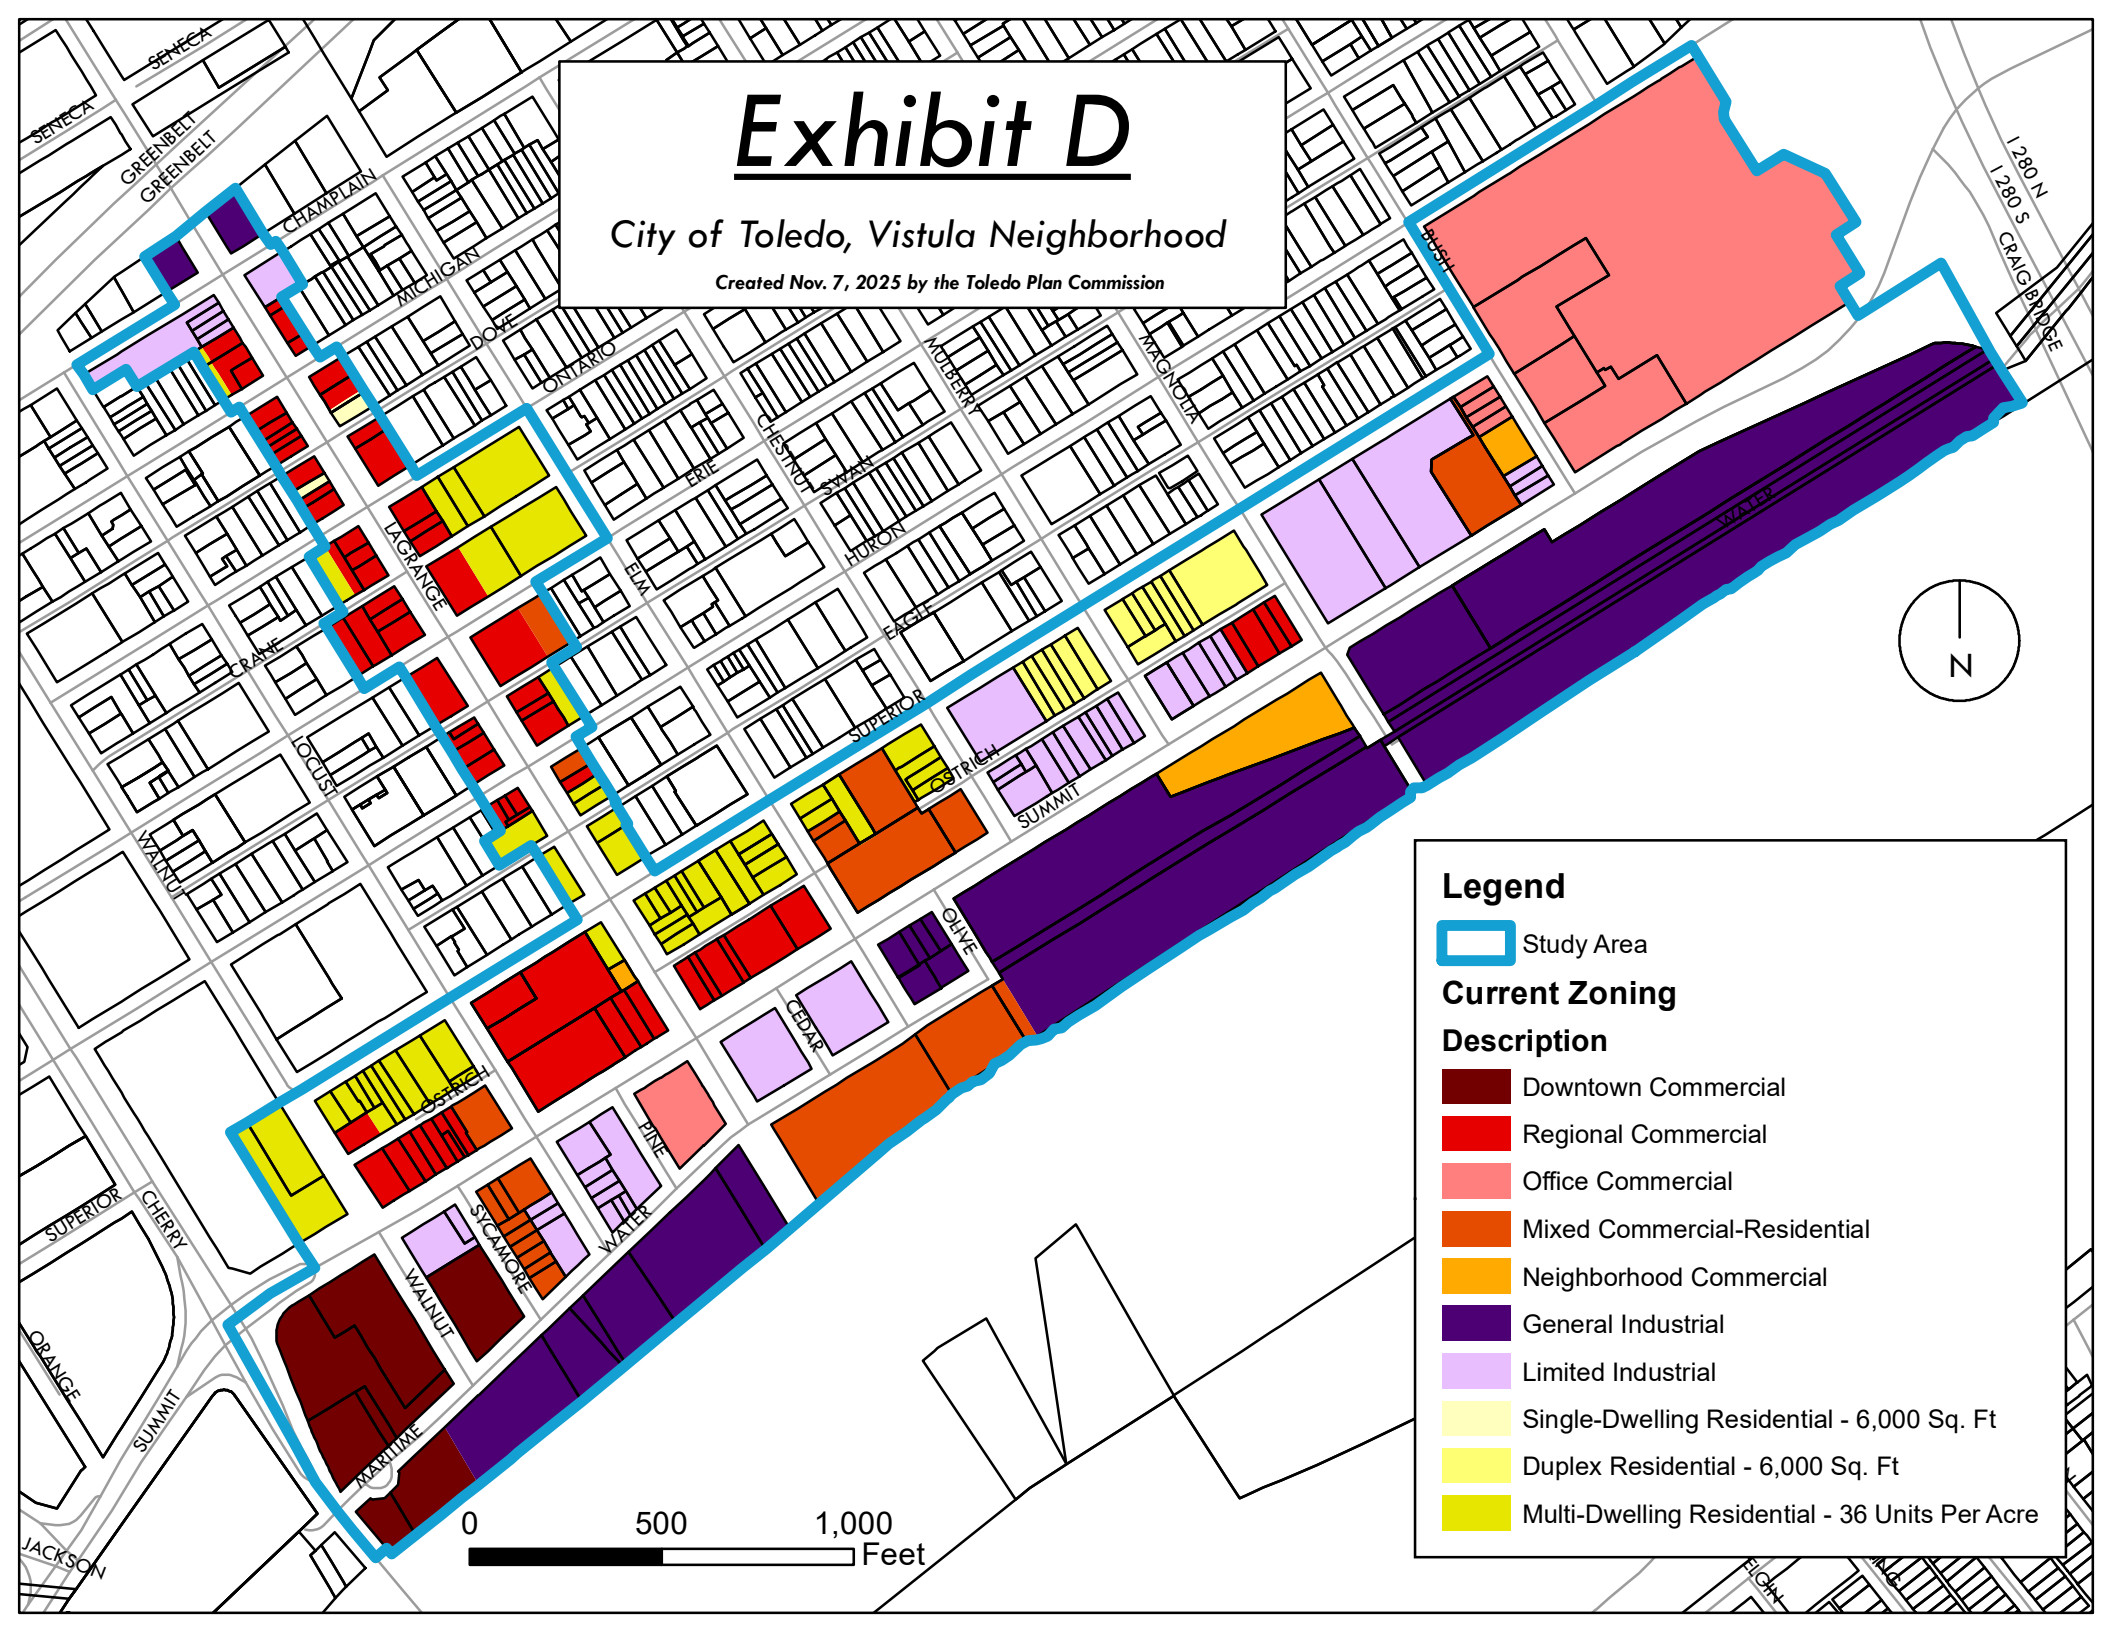 Exhibit D
City of Toledo, Vistula Neighborhood
Created Nov. 7, 2025 by the Toledo Plan Commission
SENECA
SENECA
GREENBELT
GREENBELT
CHAMPLAIN
MICHIGAN
DOVE
ONTARIO
ERIE
SWAN
HURON
EAGLE
SUPERIOR
OSTRICH
SUMMIT
MULBERRY
MAGNOLIA
CHESTNUT
ELM
LAGRANGE
BUSH
I 280 N
I 280 S
CRAIG BRIDGE
WATER
CRANE
LOCUST
WALNUT
OLIVE
CEDAR
PINE
OSTRICH
SYCAMORE
WATER
WALNUT
MARITIME
SUPERIOR
CHERRY
ORANGE
SUMMIT
JACKSON
ELGIN
N
0 500 1,000
Feet
Legend
Study Area
Current Zoning
Description
Downtown Commercial
Regional Commercial
Office Commercial
Mixed Commercial-Residential
Neighborhood Commercial
General Industrial
Limited Industrial
Single-Dwelling Residential - 6,000 Sq. Ft
Duplex Residential - 6,000 Sq. Ft
Multi-Dwelling Residential - 36 Units Per Acre